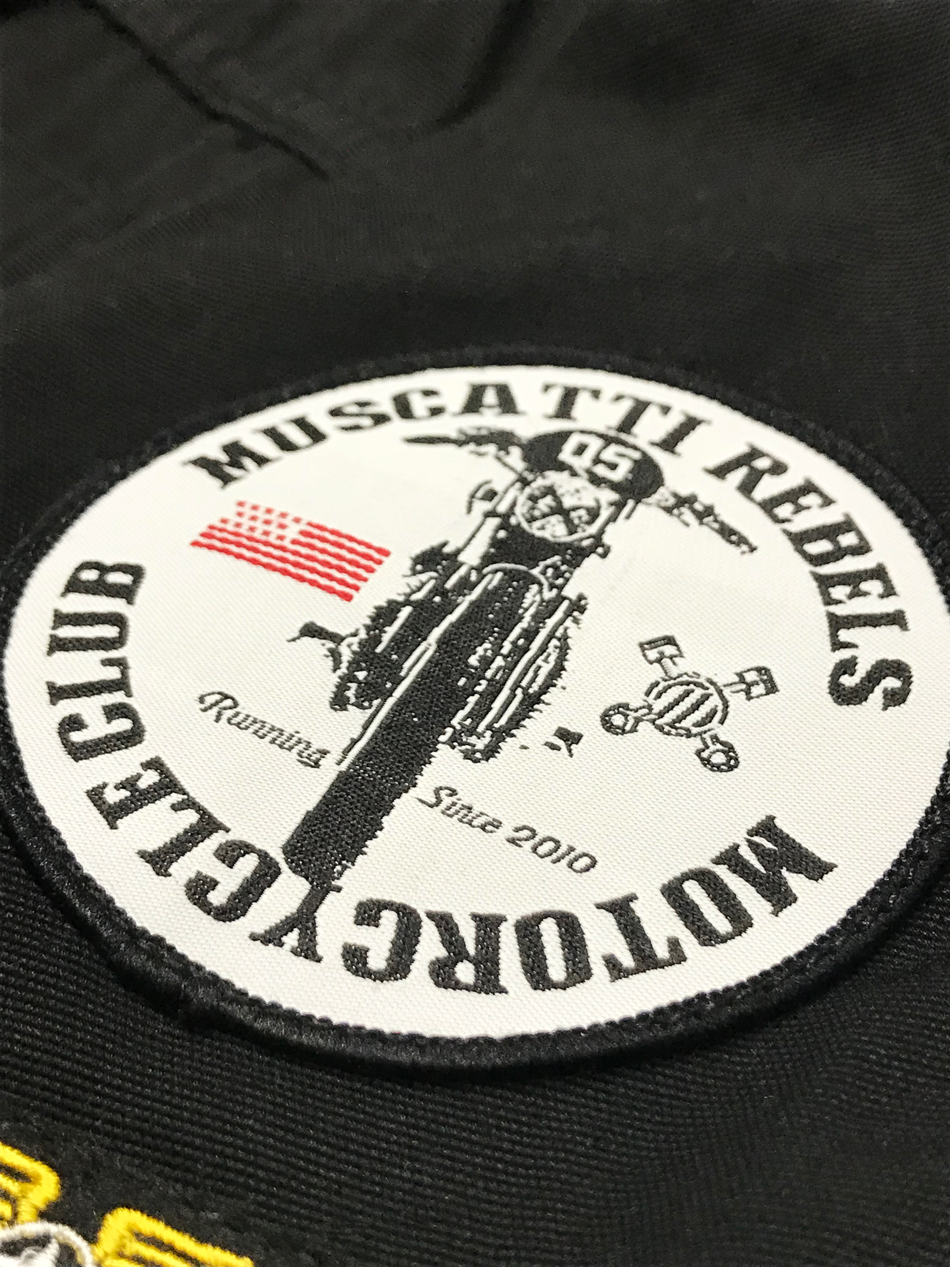 MUSCATTI REBELS
05
Running
Since 2010
MOTORCYCLE CLUB